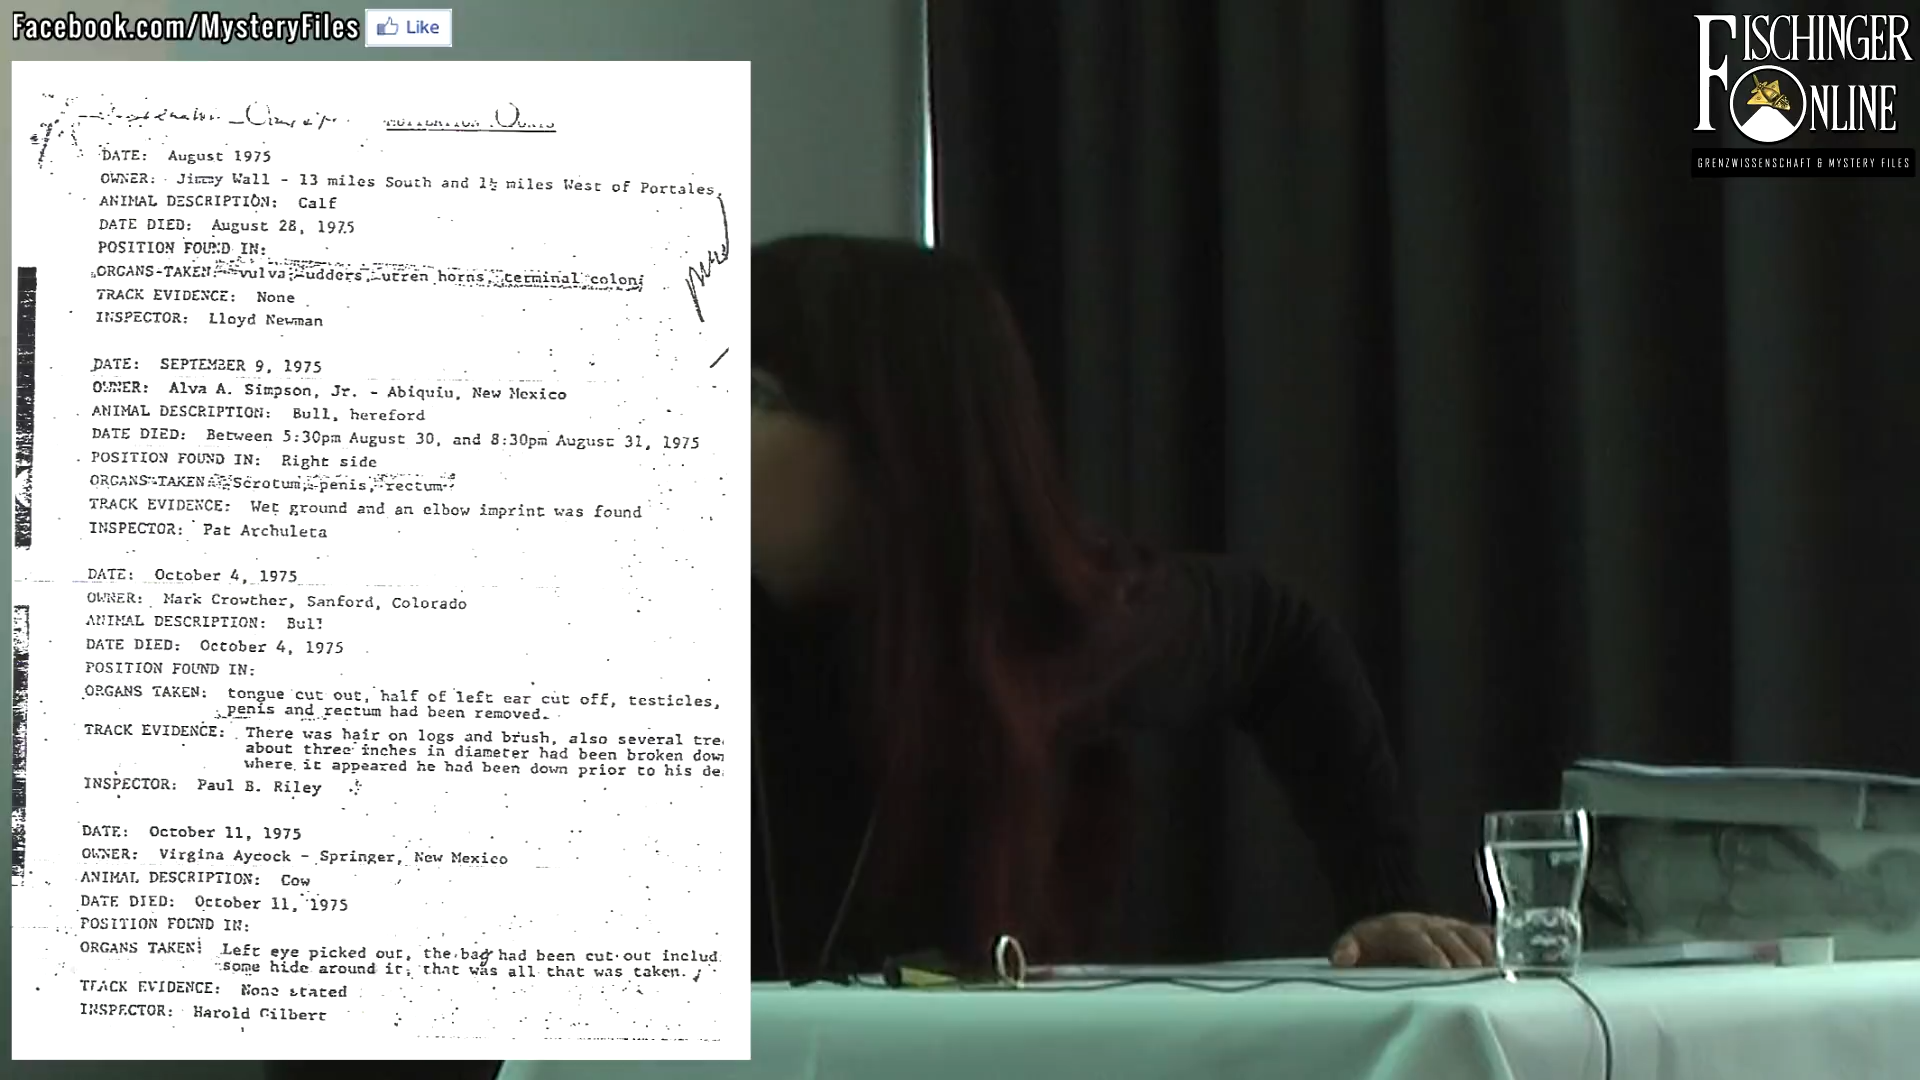 Facebook.com/MysteryFiles Like
FISCHINGER
ONLINE
GRENZWISSENSCHAFT & MYSTERY FILES
DATE: August 1975
OWNER: Jimmy Wall - 13 miles South and 1½ miles West of Portales,
ANIMAL DESCRIPTION: Calf
DATE DIED: August 28, 1975
POSITION FOUND IN:
ORGANS TAKEN: vulva, udders, utren horns, terminal colon,
TRACK EVIDENCE: None
INSPECTOR: Lloyd Newman
DATE: SEPTEMBER 9, 1975
OWNER: Alva A. Simpson, Jr. - Abiquiu, New Mexico
ANIMAL DESCRIPTION: Bull, hereford
DATE DIED: Between 5:30pm August 30, and 8:30pm August 31, 1975
POSITION FOUND IN: Right side
ORGANS TAKEN: Scrotum, penis, rectum
TRACK EVIDENCE: Wet ground and an elbow imprint was found
INSPECTOR: Pat Archuleta
DATE: October 4, 1975
OWNER: Mark Crowther, Sanford, Colorado
ANIMAL DESCRIPTION: Bull
DATE DIED: October 4, 1975
POSITION FOUND IN:
ORGANS TAKEN: tongue cut out, half of left ear cut off, testicles,
penis and rectum had been removed.
TRACK EVIDENCE: There was hair on logs and brush, also several tre
about three inches in diameter had been broken dow
where it appeared he had been down prior to his de
INSPECTOR: Paul B. Riley
DATE: October 11, 1975
OWNER: Virgina Aycock - Springer, New Mexico
ANIMAL DESCRIPTION: Cow
DATE DIED: October 11, 1975
POSITION FOUND IN:
ORGANS TAKEN: Left eye picked out, the bag had been cut out includ
some hide around it, that was all that was taken.
TRACK EVIDENCE: None stated
INSPECTOR: Harold Gilbert